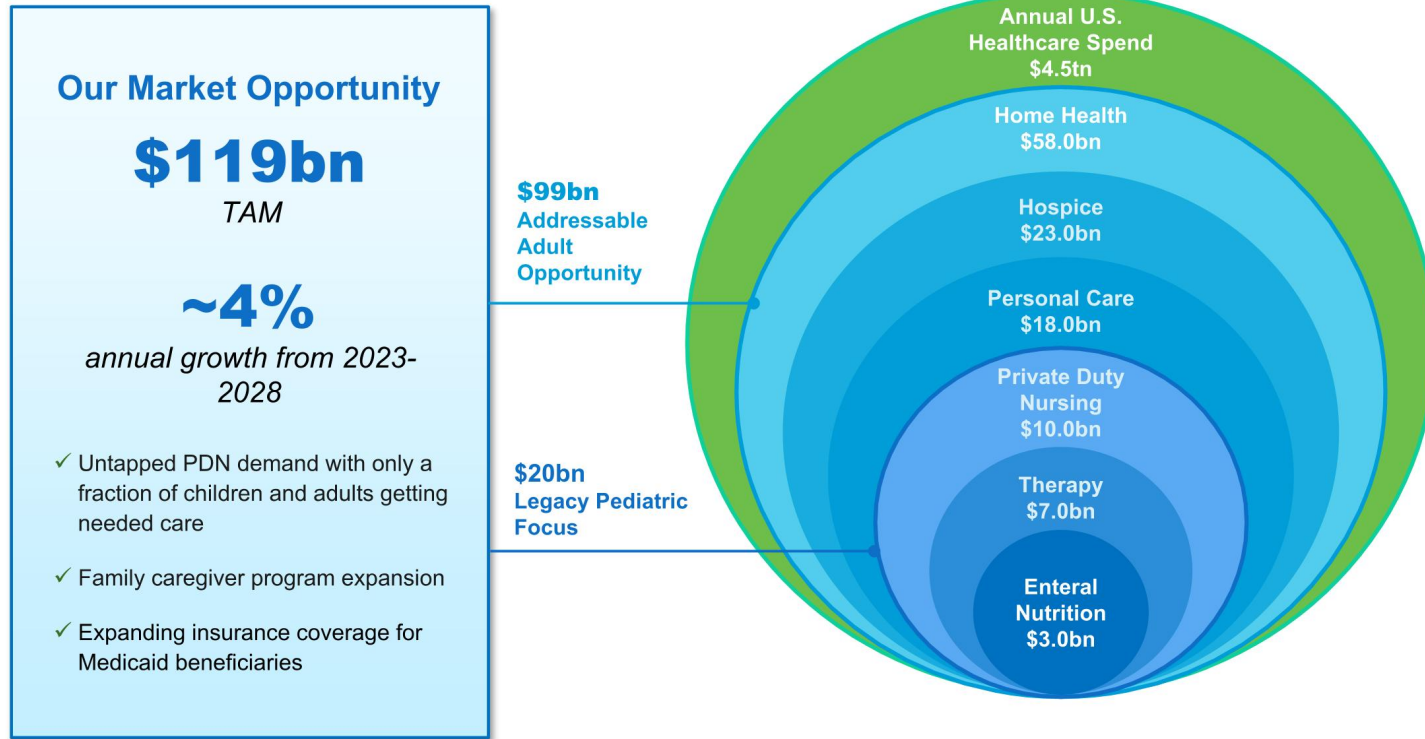 Our Market Opportunity
$119bn
TAM
~4%
annual growth from 2023-
2028
✓ Untapped PDN demand with only a
fraction of children and adults getting
needed care
✓ Family caregiver program expansion
✓ Expanding insurance coverage for
Medicaid beneficiaries
$99bn
Addressable
Adult
Opportunity
$20bn
Legacy Pediatric
Focus
Annual U.S.
Healthcare Spend
$4.5tn
Home Health
$58.0bn
Hospice
$23.0bn
Personal Care
$18.0bn
Private Duty
Nursing
$10.0bn
Therapy
$7.0bn
Enteral
Nutrition
$3.0bn